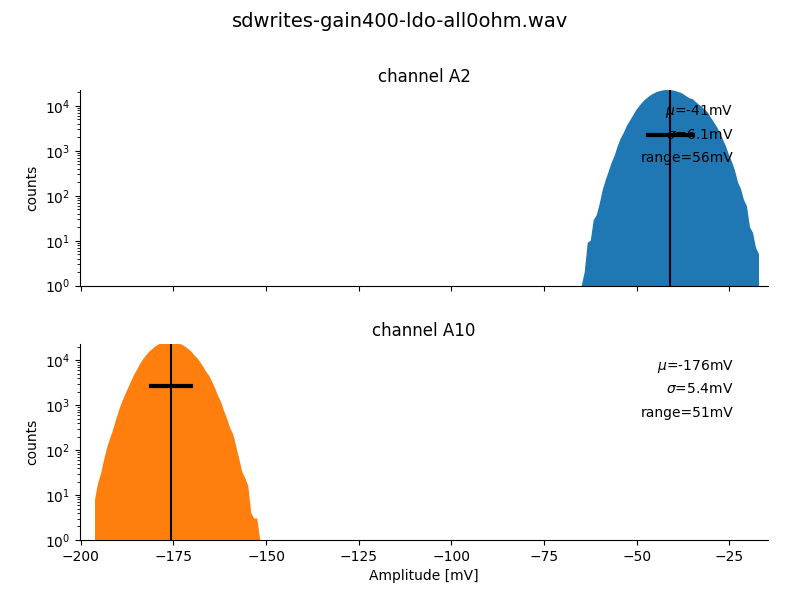 sdwrites-gain400-ldo-all0ohm.wav
channel A2
10⁴
10³
10²
10¹
10⁰
counts
μ=-41mV
σ=6.1mV
range=56mV
channel A10
10⁴
10³
10²
10¹
10⁰
counts
μ=-176mV
σ=5.4mV
range=51mV
−200 −175 −150 −125 −100 −75 −50 −25
Amplitude [mV]